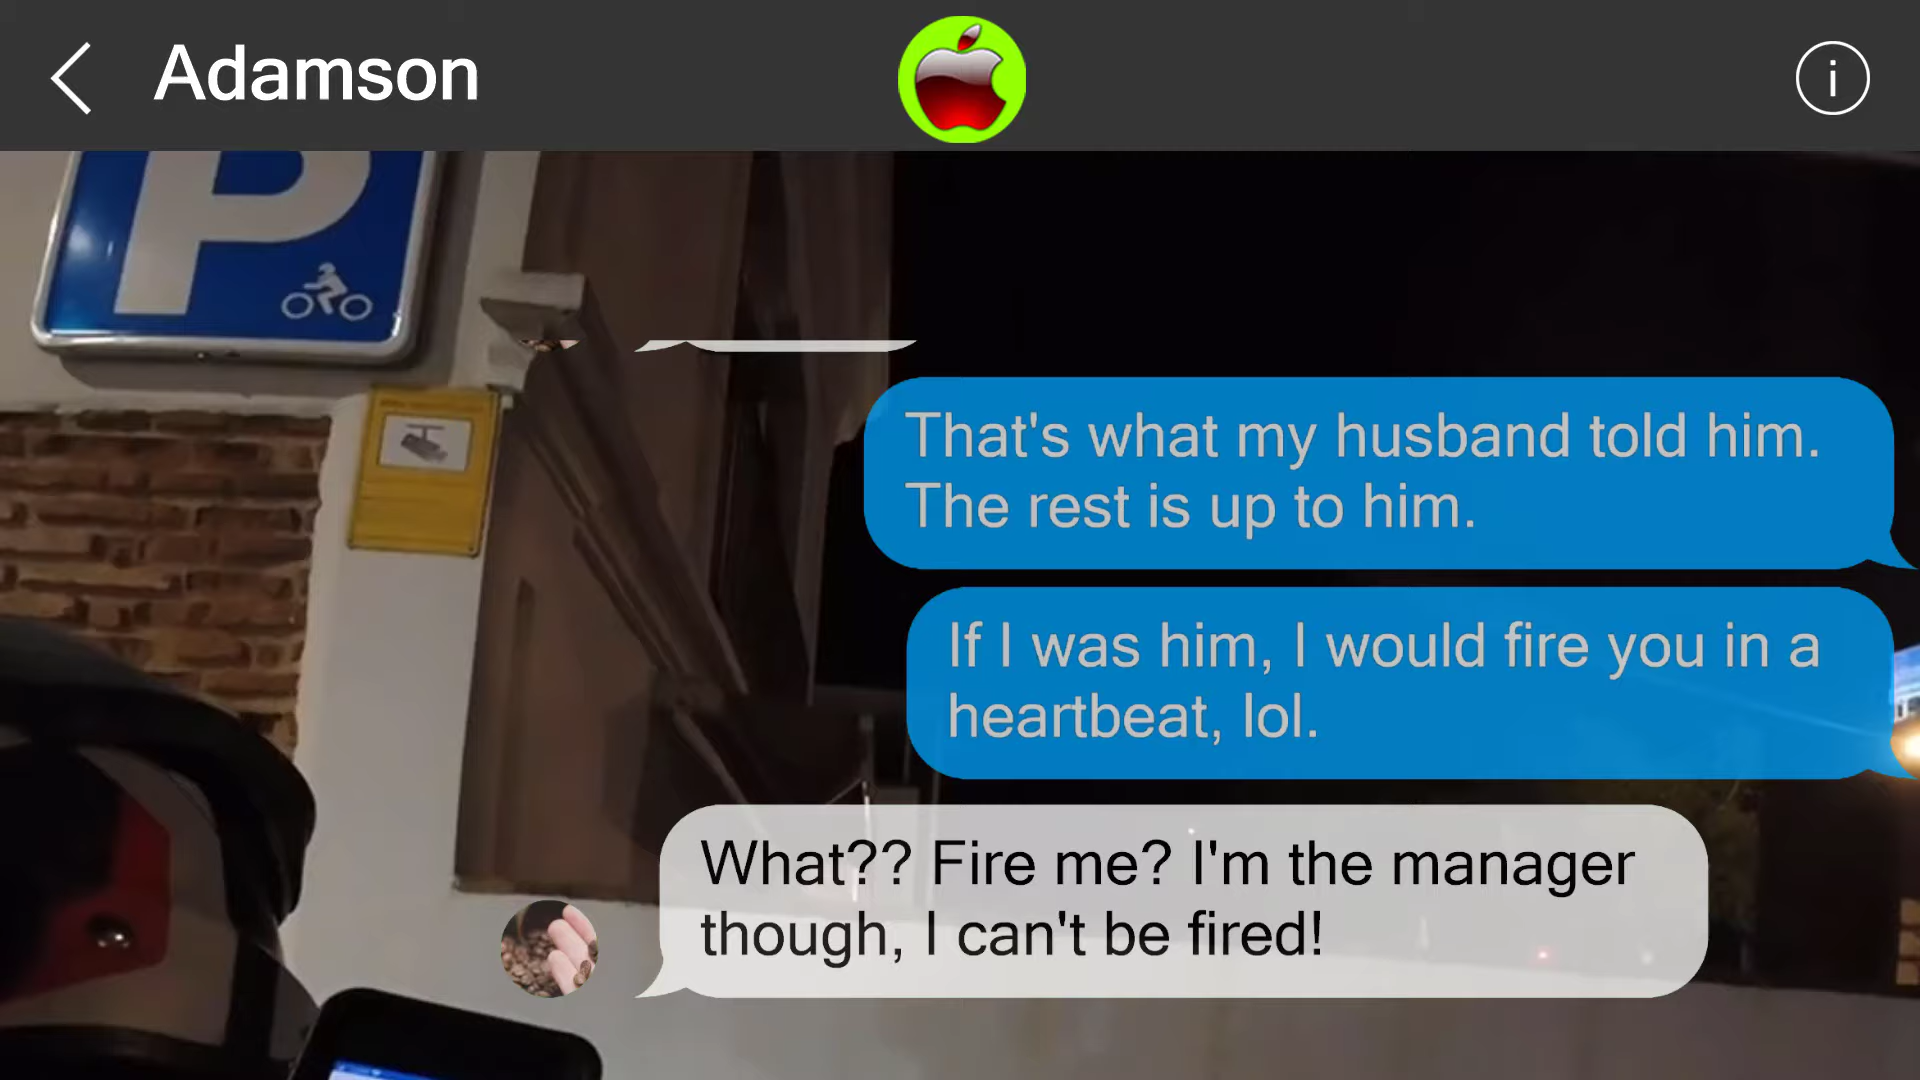 Adamson
i
P
That's what my husband told him.
The rest is up to him.
If I was him, I would fire you in a
heartbeat, lol.
What?? Fire me? I'm the manager
though, I can't be fired!